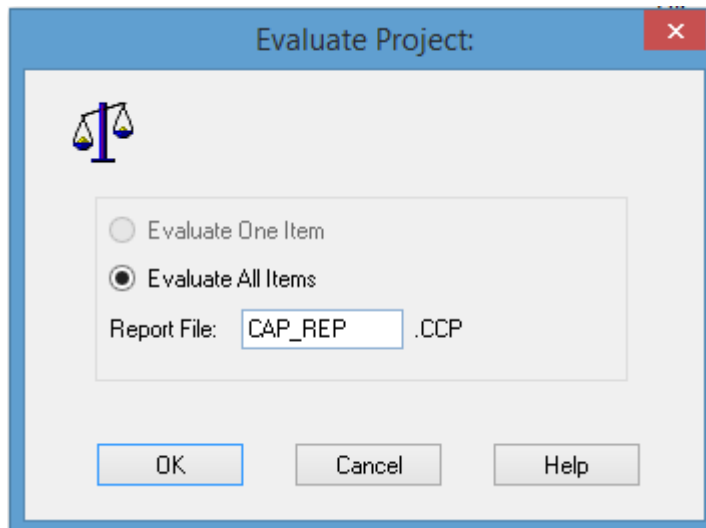 Evaluate Project:
Evaluate One Item
Evaluate All Items
Report File: CAP_REP .CCP
OK Cancel Help